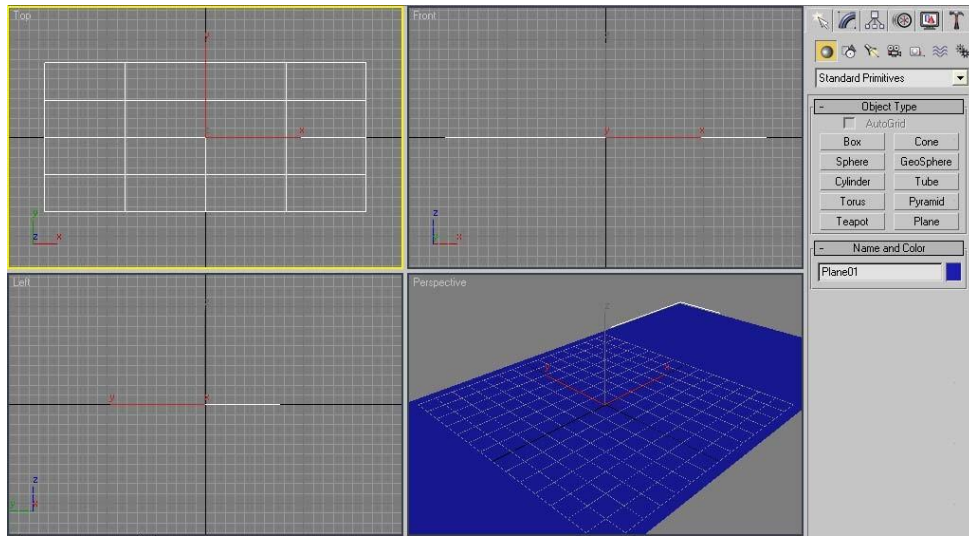 Top
y
x
y
z x
Front
y x
z
y x
Left
y x
z
y x
Perspective
z
y x
Standard Primitives
- Object Type
AutoGrid
Box Cone
Sphere GeoSphere
Cylinder Tube
Torus Pyramid
Teapot Plane
- Name and Color
Plane01